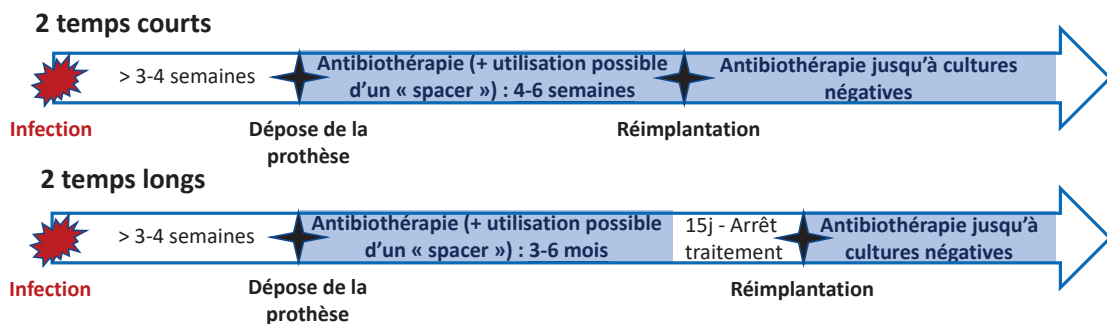 2 temps courts
> 3-4 semaines
Antibiothérapie (+ utilisation possible
d'un « spacer ») : 4-6 semaines
Antibiothérapie jusqu'à cultures
négatives
Infection
Dépose de la
prothèse
Réimplantation
2 temps longs
> 3-4 semaines
Antibiothérapie (+ utilisation possible
d'un « spacer ») : 3-6 mois
15j - Arrêt
traitement
Antibiothérapie jusqu'à
cultures négatives
Infection
Dépose de la
prothèse
Réimplantation